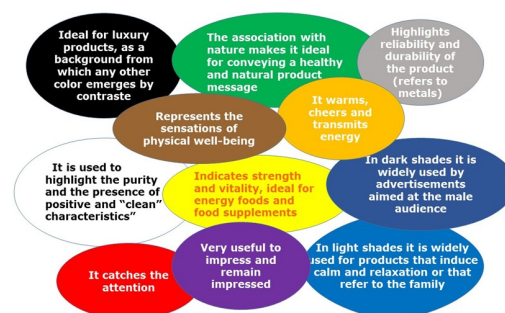 Ideal for luxury
products, as a
background from
which any other
color emerges by
contraste
The association with
nature makes it ideal
for conveying a healthy
and natural product
message
Highlights
reliability and
durability of
the product
(refers to
metals)
Represents the
sensations of
physical well-being
It warms,
cheers and
transmits
energy
It is used to
highlight the purity
and the presence of
positive and “clean”
characteristics”
Indicates strength
and vitality, ideal for
energy foods and
food supplements
In dark shades it is
widely used by
advertisements
aimed at the male
audience
It catches the
attention
Very useful to
impress and
remain
impressed
In light shades it is widely
used for products that induce
calm and relaxation or that
refer to the family